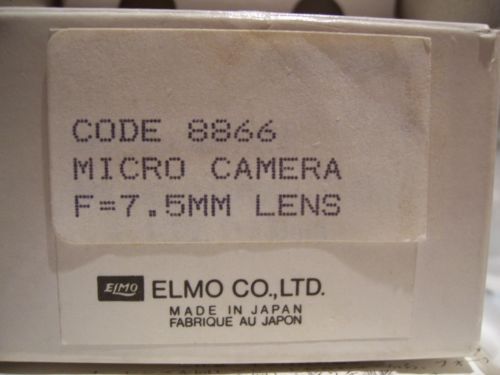 CODE 8866
MICRO CAMERA
F=7.5MM LENS
ELMO ELMO CO.,LTD.
MADE IN JAPAN
FABRIQUE AU JAPON